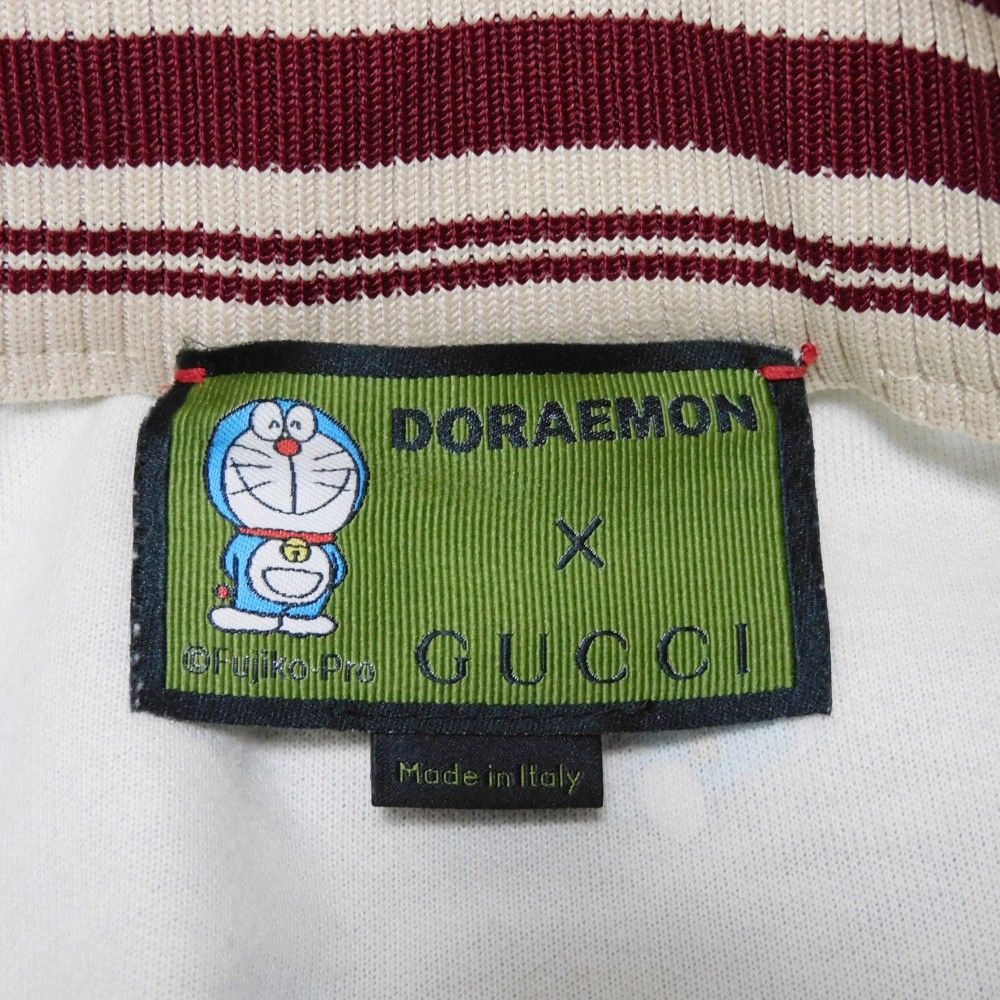 DORAEMON
X
GUCCI
©Fujiko-Pro
Made in Italy